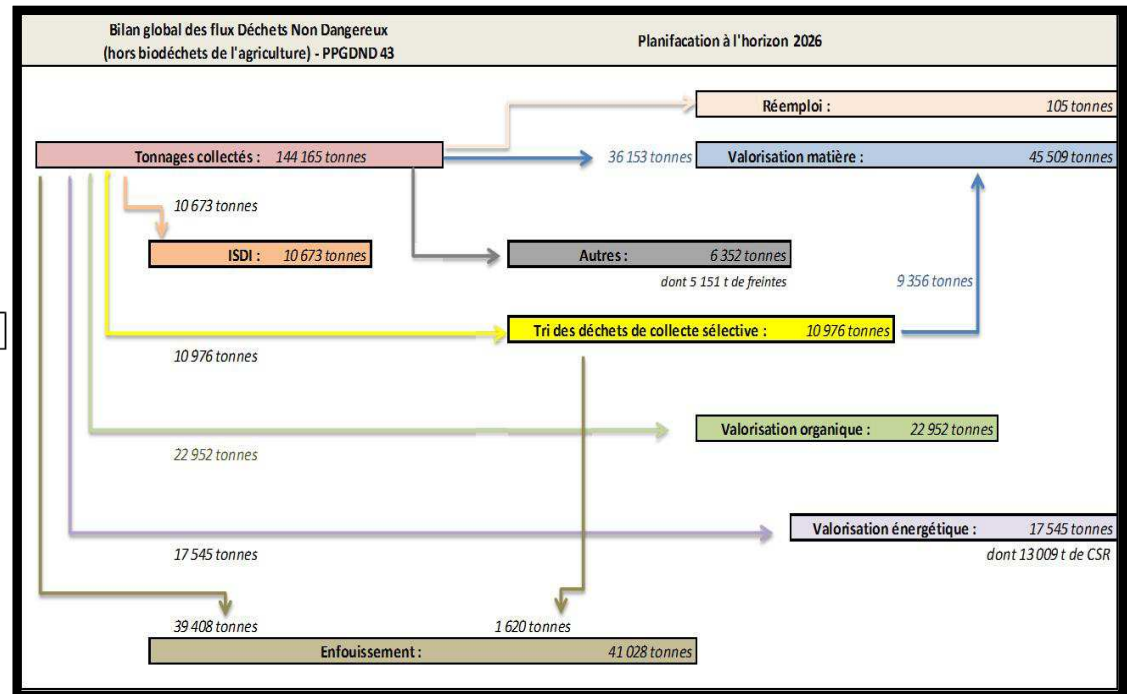 Bilan global des flux Déchets Non Dangereux
(hors biodéchets de l'agriculture) - PPGDND 43
Planifacation à l'horizon 2026
Réemploi : 105 tonnes
Tonnages collectés : 144 165 tonnes
36 153 tonnes
Valorisation matière : 45 509 tonnes
10 673 tonnes
ISDI : 10 673 tonnes
Autres : 6 352 tonnes
dont 5 151 t de freintes
9 356 tonnes
Tri des déchets de collecte sélective : 10 976 tonnes
10 976 tonnes
Valorisation organique : 22 952 tonnes
22 952 tonnes
Valorisation énergétique : 17 545 tonnes
17 545 tonnes
dont 13 009 t de CSR
39 408 tonnes
1 620 tonnes
Enfouissement : 41 028 tonnes